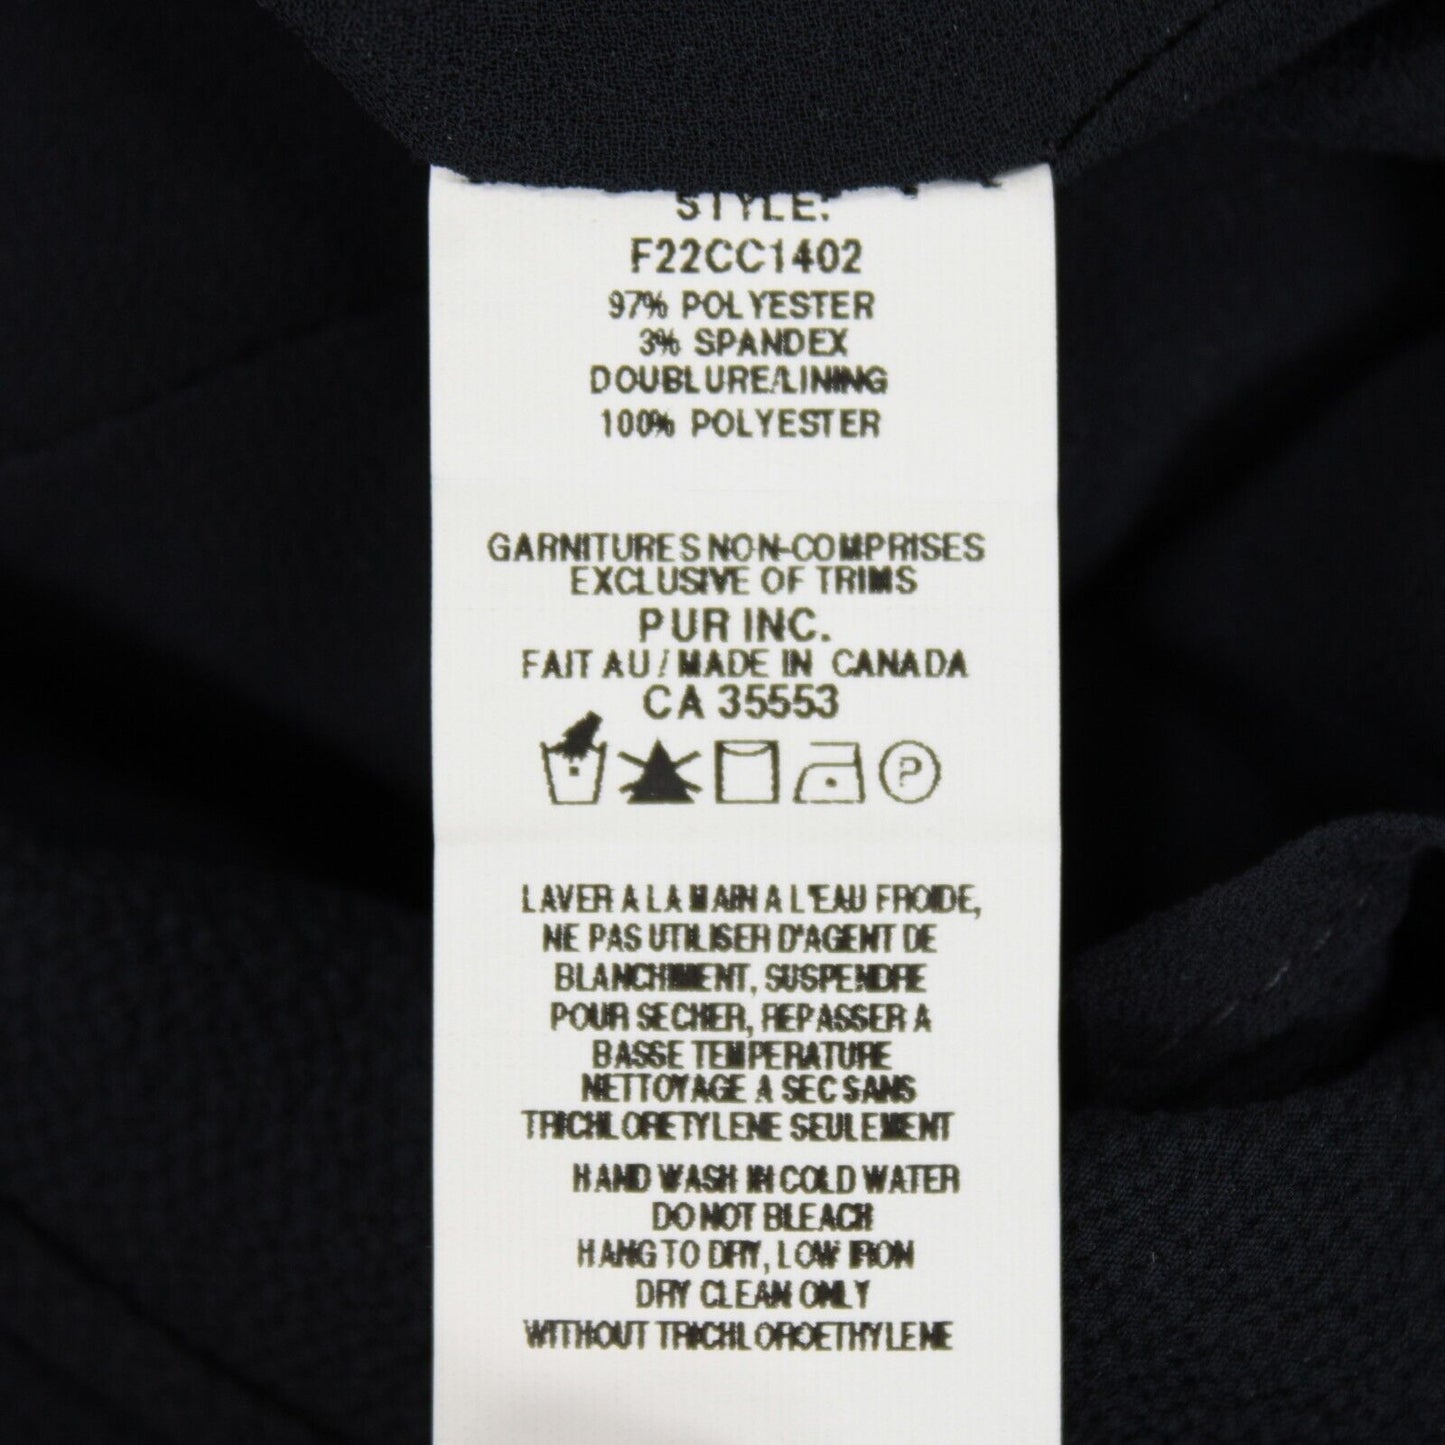 STYLE:
F22CC1402
97% POLYESTER
3% SPANDEX
DOUBLURE/LINING
100% POLYESTER
GARNITURES NON-COMPRISES
EXCLUSIVE OF TRIMS
PUR INC.
FAIT AU / MADE IN CANADA
CA 35553
P
LAVER A LA MAIN A L'EAU FROIDE,
NE PAS UTILISER D'AGENT DE
BLANCHIMENT, SUSPENDRE
POUR SECHER, REPASSER A
BASSE TEMPERATURE
NETTOYAGE A SEC SANS
TRICHLORETYLENE SEULEMENT
HAND WASH IN COLD WATER
DO NOT BLEACH
HANG TO DRY, LOW IRON
DRY CLEAN ONLY
WITHOUT TRICHLOROETHYLENE